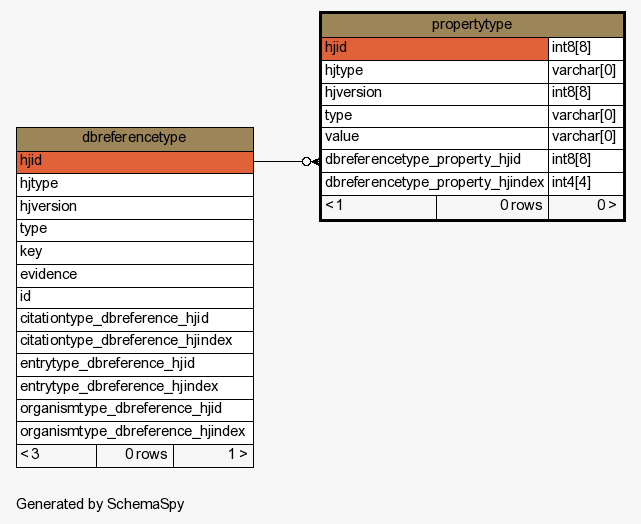 propertytype
hjid int8[8]
hjtype varchar[0]
hjversion int8[8]
type varchar[0]
value varchar[0]
dbreferencetype_property_hjid int8[8]
dbreferencetype_property_hjindex int4[4]
< 1 0 rows 0 >
dbreferencetype
hjid
hjtype
hjversion
type
key
evidence
id
citationtype_dbreference_hjid
citationtype_dbreference_hjindex
entrytype_dbreference_hjid
entrytype_dbreference_hjindex
organismtype_dbreference_hjid
organismtype_dbreference_hjindex
< 3 0 rows 1 >
Generated by SchemaSpy